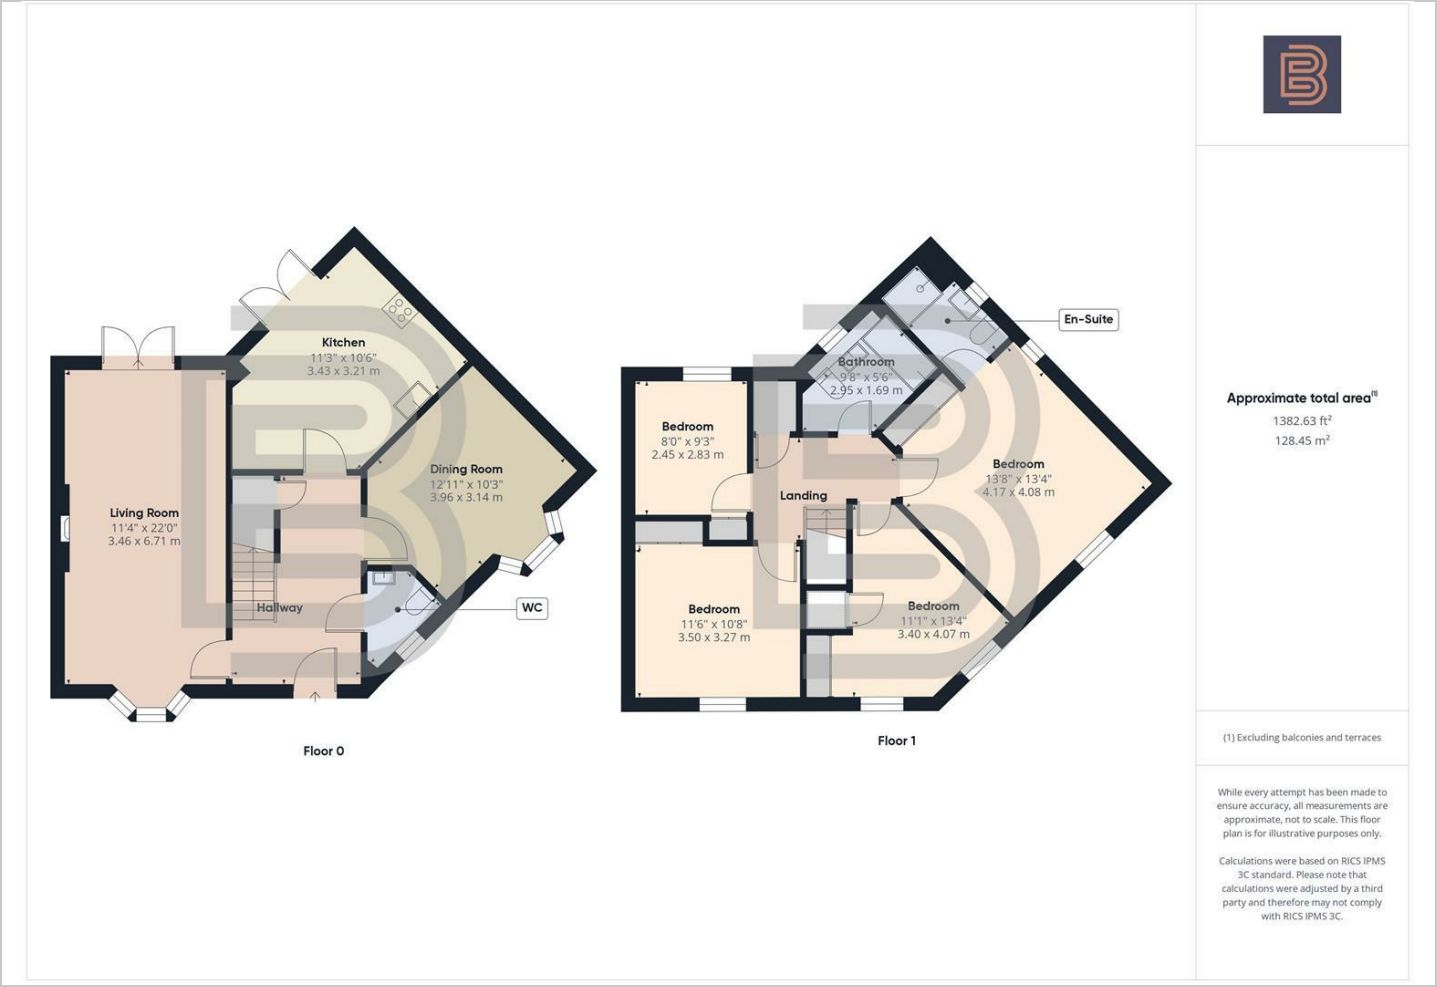 Kitchen
11'3" x 10'6"
3.43 x 3.21 m
Dining Room
12'11" x 10'3"
3.96 x 3.14 m
Living Room
11'4" x 22'0"
3.46 x 6.71 m
Hallway
WC
Floor 0
En-Suite
Bathroom
9'8" x 5'6"
2.95 x 1.69 m
Bedroom
8'0" x 9'3"
2.45 x 2.83 m
Bedroom
13'8" x 13'4"
4.17 x 4.08 m
Landing
Bedroom
11'6" x 10'8"
3.50 x 3.27 m
Bedroom
11'1" x 13'4"
3.40 x 4.07 m
Floor 1
Approximate total area(1)
1382.63 ft²
128.45 m²
(1) Excluding balconies and terraces
While every attempt has been made to
ensure accuracy, all measurements are
approximate, not to scale. This floor
plan is for illustrative purposes only.
Calculations were based on RICS IPMS
3C standard. Please note that
calculations were adjusted by a third
party and therefore may not comply
with RICS IPMS 3C.